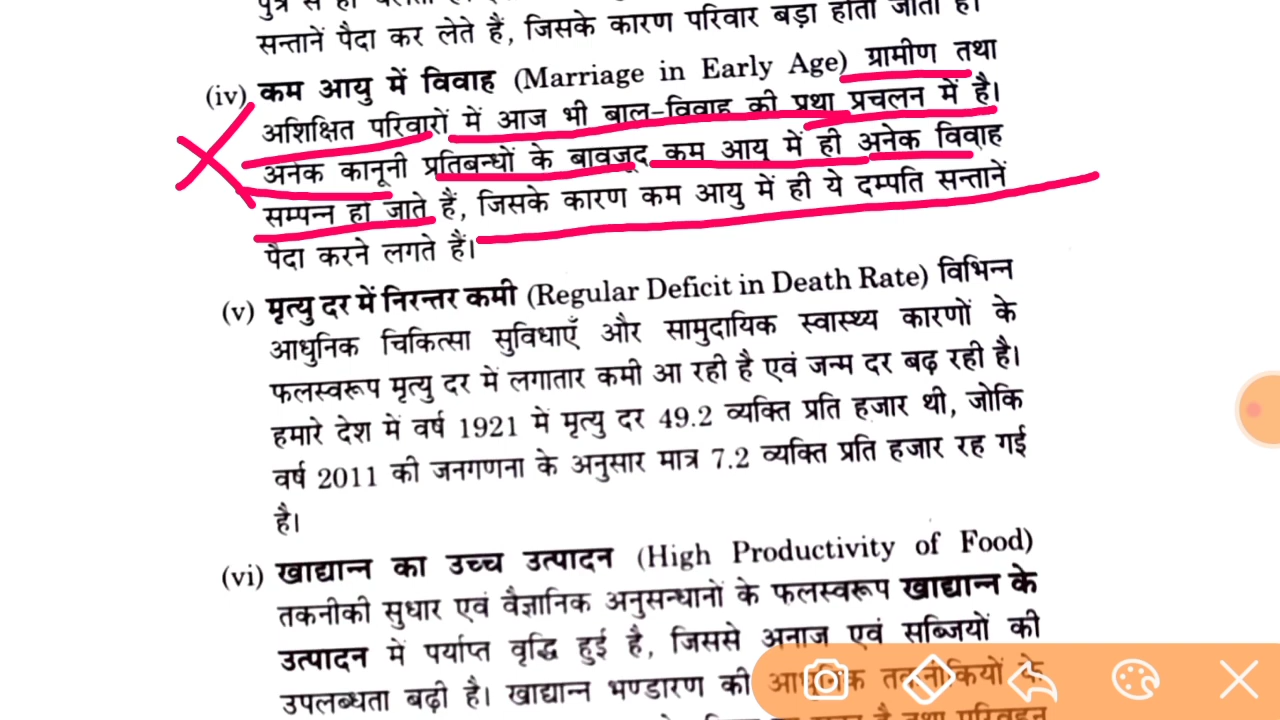 सन्तानें पैदा कर लेते हैं, जिसके कारण परिवार बड़ा होता जाता है।
(iv) कम आयु में विवाह (Marriage in Early Age) ग्रामीण तथा
अशिक्षित परिवारों में आज भी बाल-विवाह की प्रथा प्रचलन में है।
अनेक कानूनी प्रतिबन्धों के बावजूद कम आयु में ही अनेक विवाह
सम्पन्न हो जाते हैं, जिसके कारण कम आयु में ही ये दम्पति सन्तानें
पैदा करने लगते हैं।
(v) मृत्यु दर में निरन्तर कमी (Regular Deficit in Death Rate) विभिन्न
आधुनिक चिकित्सा सुविधाएँ और सामुदायिक स्वास्थ्य कारणों के
फलस्वरूप मृत्यु दर में लगातार कमी आ रही है एवं जन्म दर बढ़ रही है।
हमारे देश में वर्ष 1921 में मृत्यु दर 49.2 व्यक्ति प्रति हजार थी, जोकि
वर्ष 2011 की जनगणना के अनुसार मात्र 7.2 व्यक्ति प्रति हजार रह गई
है।
(vi) खाद्यान्न का उच्च उत्पादन (High Productivity of Food)
तकनीकी सुधार एवं वैज्ञानिक अनुसन्धानों के फलस्वरूप खाद्यान्न के
उत्पादन में पर्याप्त वृद्धि हुई है, जिससे अनाज एवं सब्जियों की
उपलब्धता बढ़ी है। खाद्यान्न भण्डारण की आधुनिक तकनीकियों के